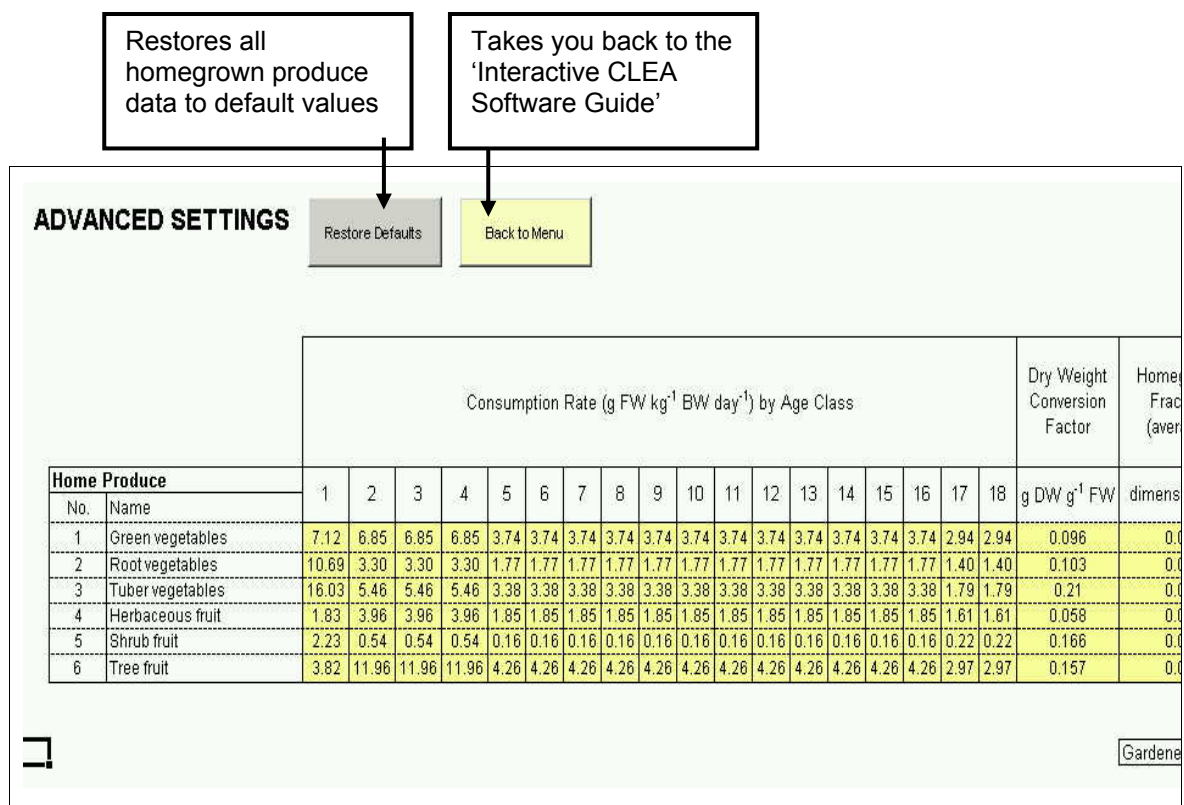 Restores all
homegrown produce
data to default values
Takes you back to the
‘Interactive CLEA
Software Guide’
ADVANCED SETTINGS
Restore Defaults
Back to Menu
Consumption Rate (g FW kg⁻¹ BW day⁻¹) by Age Class
Dry Weight
Conversion
Factor
Home Produce
No. Name 1 2 3 4 5 6 7 8 9 10 11 12 13 14 15 16 17 18 g DW g⁻¹ FW
1 Green vegetables 7.12 6.85 6.85 6.85 3.74 3.74 3.74 3.74 3.74 3.74 3.74 3.74 3.74 3.74 3.74 3.74 2.94 2.94 0.096 0.0
2 Root vegetables 10.69 3.30 3.30 3.30 1.77 1.77 1.77 1.77 1.77 1.77 1.77 1.77 1.77 1.77 1.77 1.77 1.40 1.40 0.103 0.0
3 Tuber vegetables 16.03 5.46 5.46 5.46 3.38 3.38 3.38 3.38 3.38 3.38 3.38 3.38 3.38 3.38 3.38 3.38 1.79 1.79 0.21 0.0
4 Herbaceous fruit 1.83 3.96 3.96 3.96 1.85 1.85 1.85 1.85 1.85 1.85 1.85 1.85 1.85 1.85 1.85 1.85 1.61 1.61 0.058 0.0
5 Shrub fruit 2.23 0.54 0.54 0.54 0.16 0.16 0.16 0.16 0.16 0.16 0.16 0.16 0.16 0.16 0.16 0.16 0.22 0.22 0.166 0.0
6 Tree fruit 3.82 11.96 11.96 11.96 4.26 4.26 4.26 4.26 4.26 4.26 4.26 4.26 4.26 4.26 4.26 4.26 2.97 2.97 0.157 0.0
Gardene